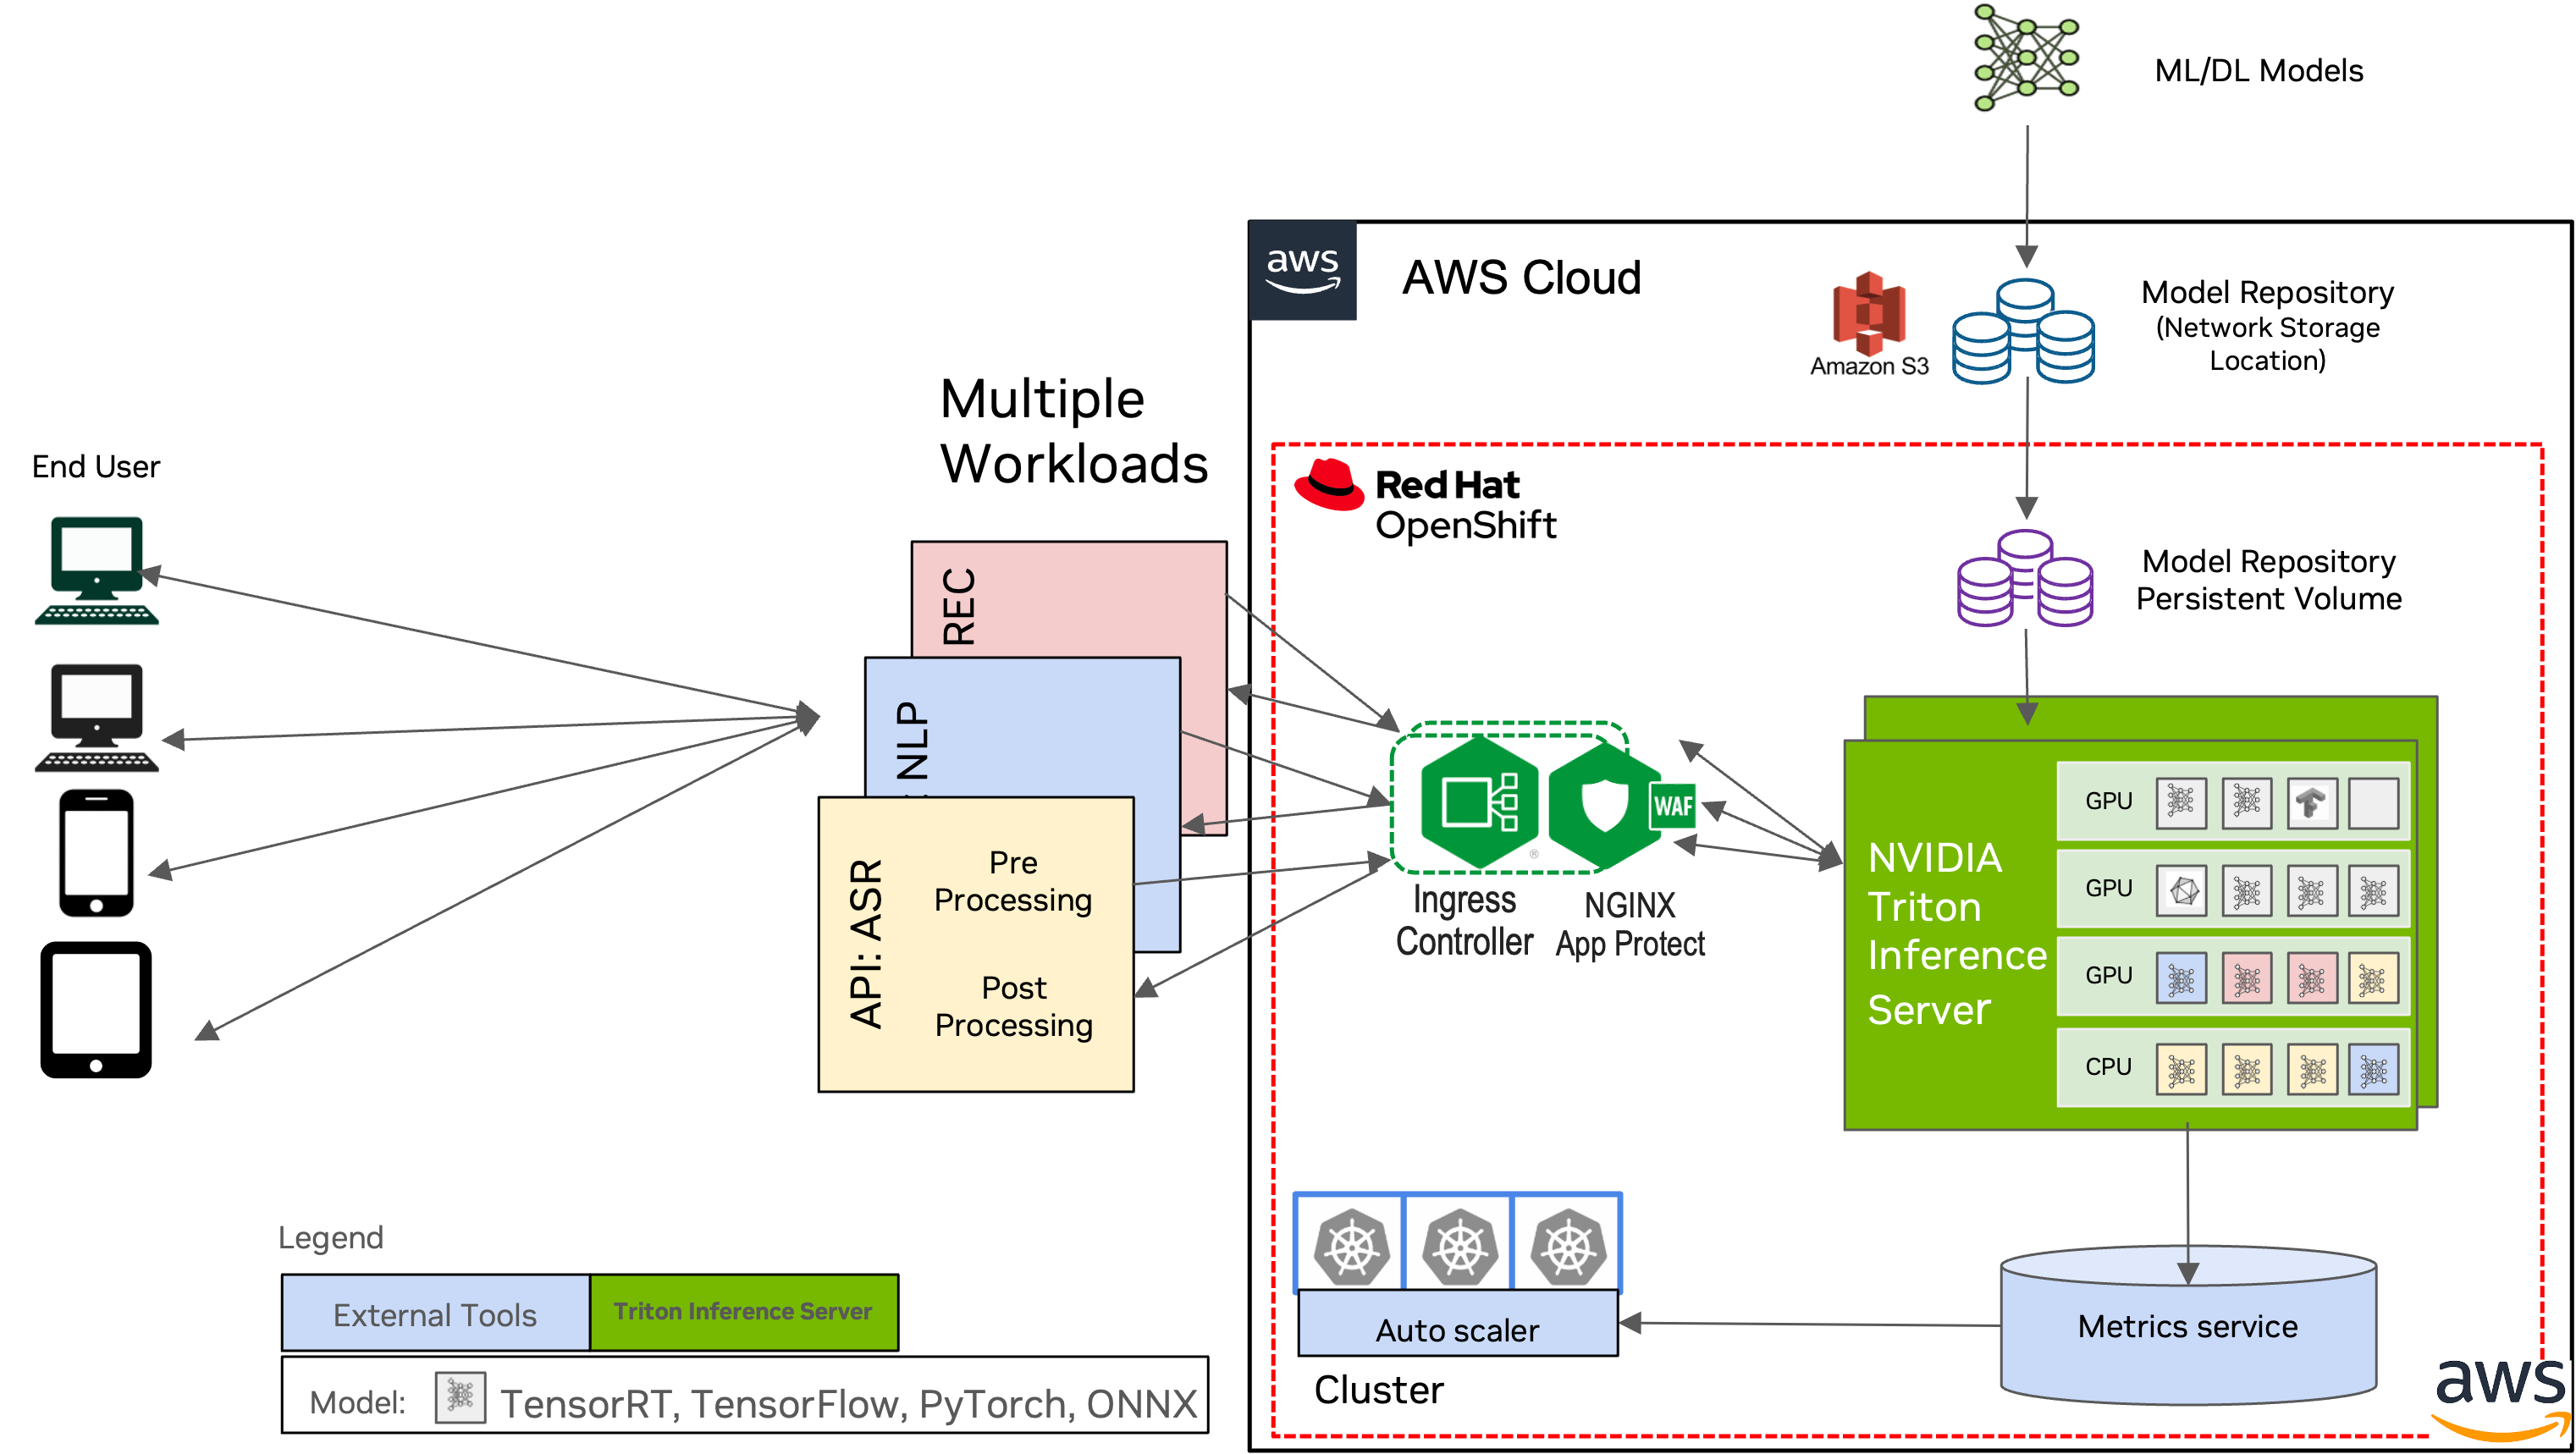 ML/DL Models
aws
AWS Cloud
Amazon S3
Model Repository
(Network Storage
Location)
Multiple
Workloads
End User
Red Hat
OpenShift
Model Repository
Persistent Volume
REC
: NLP
API: ASR
Pre
Processing
Post
Processing
WAF
®
Ingress
Controller
NGINX
App Protect
NVIDIA
Triton
Inference
Server
GPU
GPU
GPU
CPU
Legend
External Tools
Triton Inference Server
Model:
TensorRT, TensorFlow, PyTorch, ONNX
Auto scaler
Cluster
Metrics service
aws